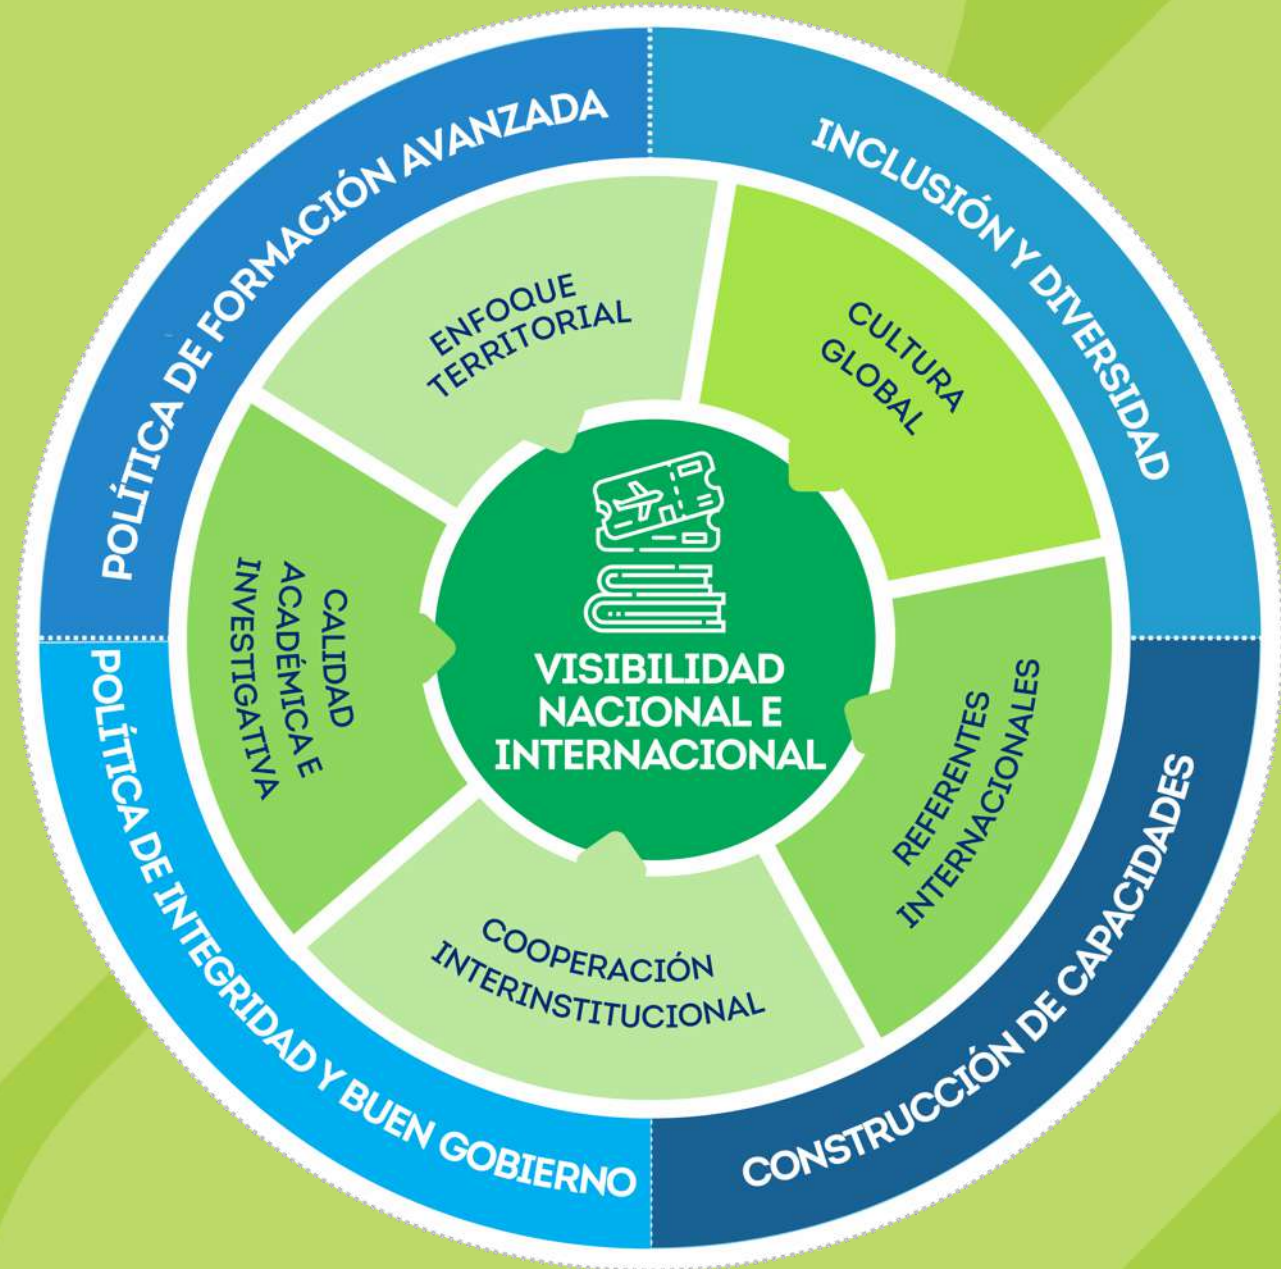 POLÍTICA DE FORMACIÓN AVANZADA
INCLUSIÓN Y DIVERSIDAD
ENFOQUE
TERRITORIAL
CULTURA
GLOBAL
CALIDAD
ACADÉMICA E
INVESTIGATIVA
VISIBILIDAD
NACIONAL E
INTERNACIONAL
REFERENTES
INTERNACIONALES
COOPERACIÓN
INTERINSTITUCIONAL
POLÍTICA DE INTEGRIDAD Y BUEN GOBIERNO
CONSTRUCCIÓN DE CAPACIDADES